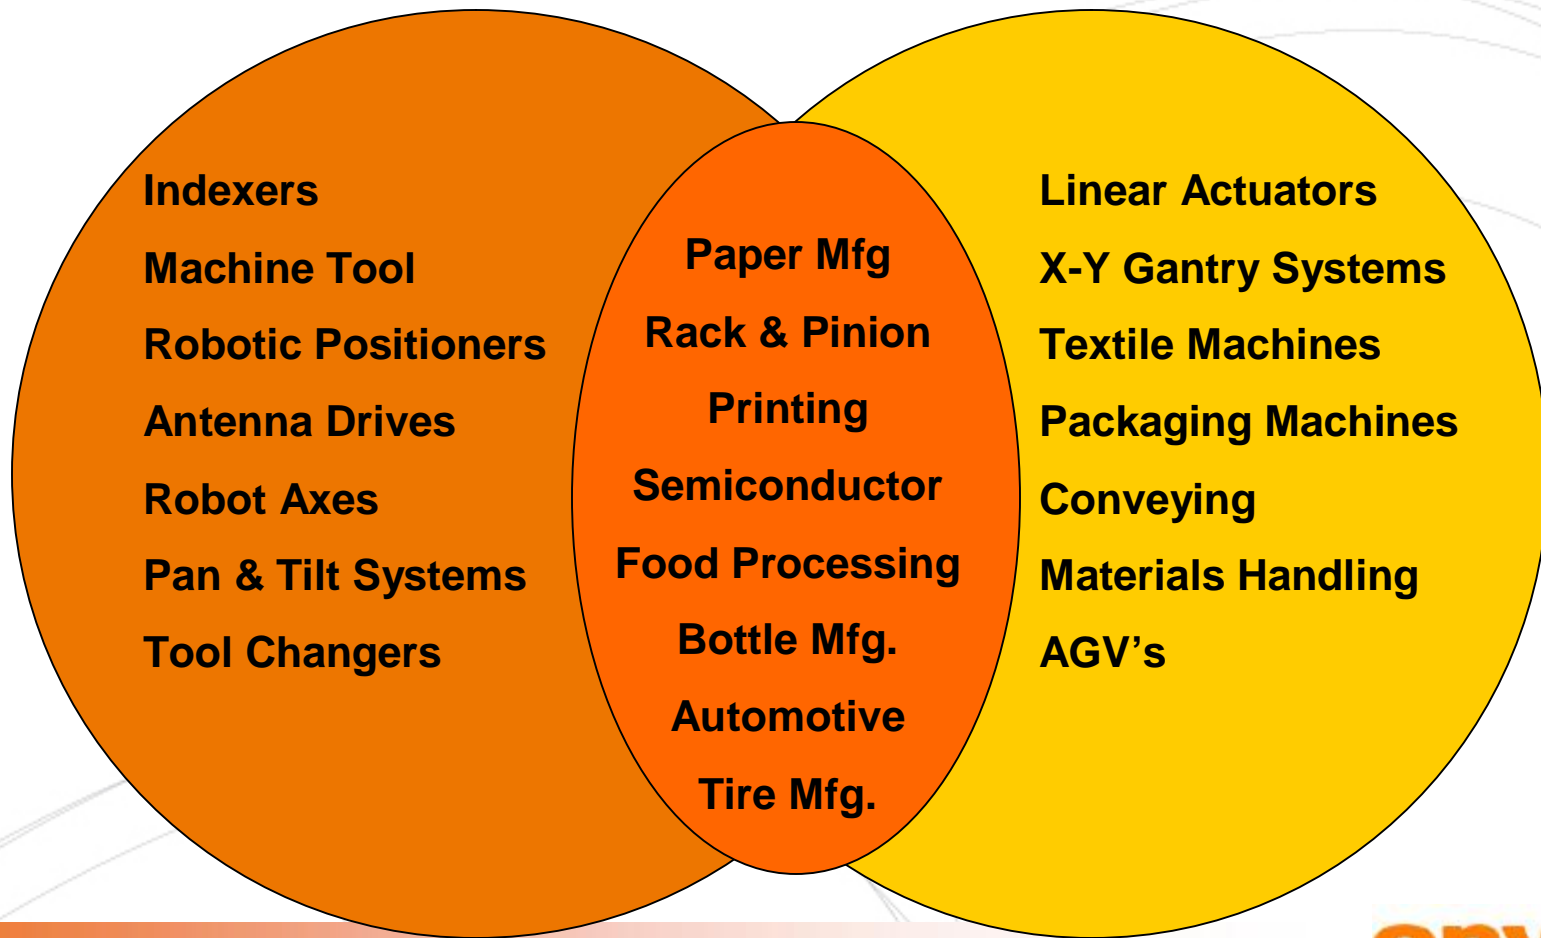 Indexers
Machine Tool
Robotic Positioners
Antenna Drives
Robot Axes
Pan & Tilt Systems
Tool Changers
Paper Mfg
Rack & Pinion
Printing
Semiconductor
Food Processing
Bottle Mfg.
Automotive
Tire Mfg.
Linear Actuators
X-Y Gantry Systems
Textile Machines
Packaging Machines
Conveying
Materials Handling
AGV’s